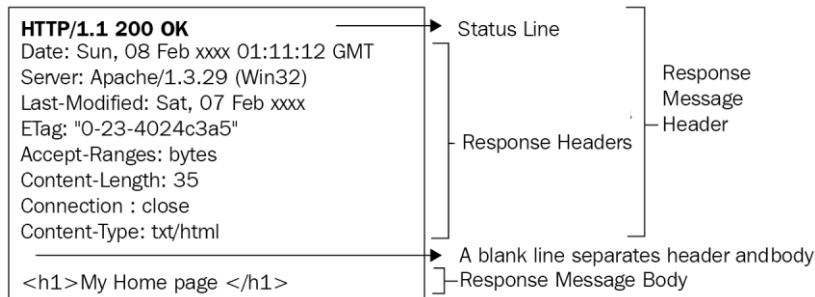 HTTP/1.1 200 OK
Date: Sun, 08 Feb xxxx 01:11:12 GMT
Server: Apache/1.3.29 (Win32)
Last-Modified: Sat, 07 Feb xxxx
ETag: "0-23-4024c3a5"
Accept-Ranges: bytes
Content-Length: 35
Connection : close
Content-Type: txt/html
<h1>My Home page </h1>
Status Line
Response Headers
Response
Message
Header
A blank line separates header andbody
Response Message Body